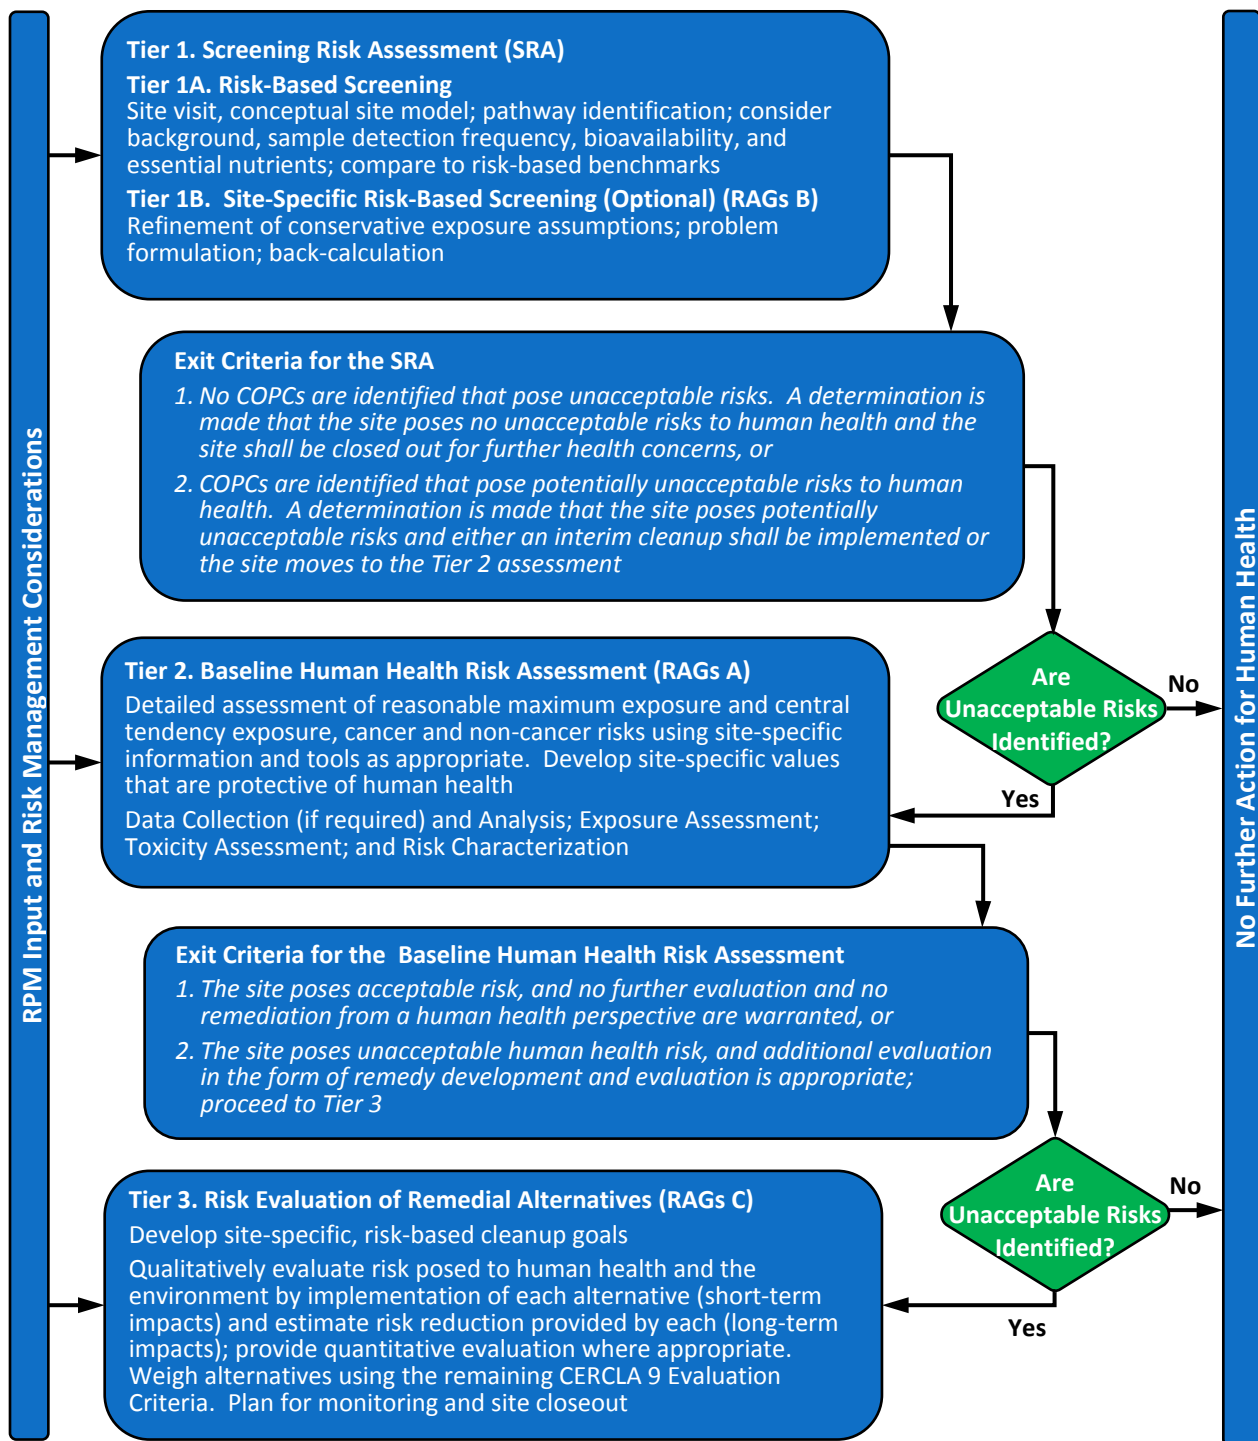 RPM Input and Risk Management Considerations
Tier 1. Screening Risk Assessment (SRA)
Tier 1A. Risk-Based Screening
Site visit, conceptual site model; pathway identification; consider
background, sample detection frequency, bioavailability, and
essential nutrients; compare to risk-based benchmarks
Tier 1B.  Site-Specific Risk-Based Screening (Optional) (RAGs B)
Refinement of conservative exposure assumptions; problem
formulation; back-calculation
Exit Criteria for the SRA
1. No COPCs are identified that pose unacceptable risks.  A determination is
made that the site poses no unacceptable risks to human health and the
site shall be closed out for further health concerns, or
2. COPCs are identified that pose potentially unacceptable risks to human
health.  A determination is made that the site poses potentially
unacceptable risks and either an interim cleanup shall be implemented or
the site moves to the Tier 2 assessment
Are
Unacceptable Risks
Identified?
No
Yes
Tier 2. Baseline Human Health Risk Assessment (RAGs A)
Detailed assessment of reasonable maximum exposure and central
tendency exposure, cancer and non-cancer risks using site-specific
information and tools as appropriate.  Develop site-specific values
that are protective of human health
Data Collection (if required) and Analysis; Exposure Assessment;
Toxicity Assessment; and Risk Characterization
Exit Criteria for the  Baseline Human Health Risk Assessment
1. The site poses acceptable risk, and no further evaluation and no
remediation from a human health perspective are warranted, or
2. The site poses unacceptable human health risk, and additional evaluation
in the form of remedy development and evaluation is appropriate;
proceed to Tier 3
Are
Unacceptable Risks
Identified?
No
Yes
Tier 3. Risk Evaluation of Remedial Alternatives (RAGs C)
Develop site-specific, risk-based cleanup goals
Qualitatively evaluate risk posed to human health and the
environment by implementation of each alternative (short-term
impacts) and estimate risk reduction provided by each (long-term
impacts); provide quantitative evaluation where appropriate.
Weigh alternatives using the remaining CERCLA 9 Evaluation
Criteria.  Plan for monitoring and site closeout
No Further Action for Human Health